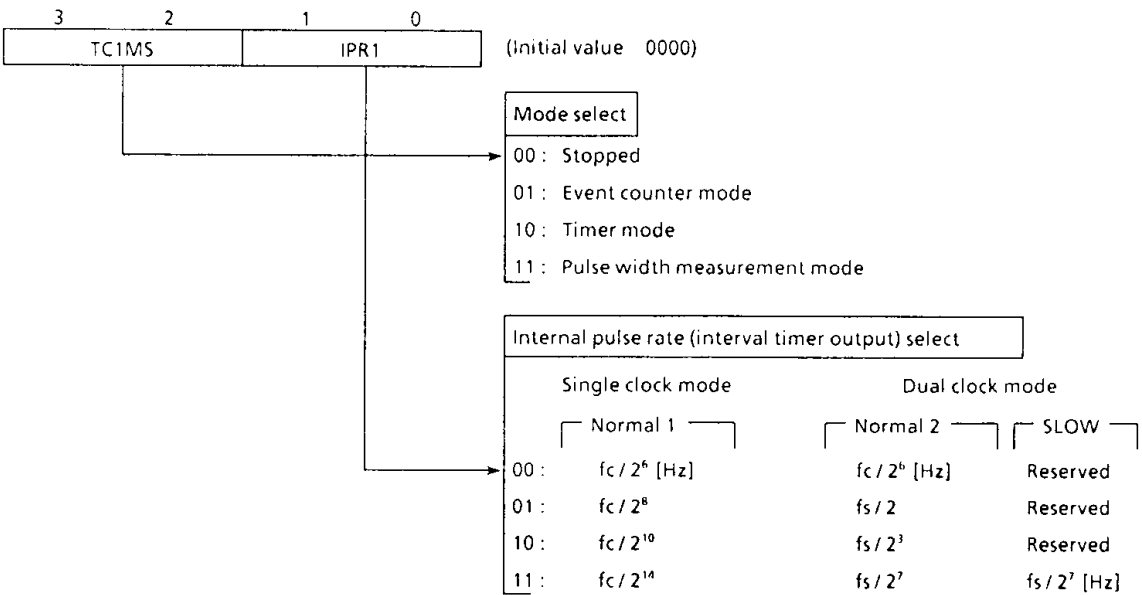 3 2 1 0
TC1MS IPR1 (Initial value 0000)
Mode select
00 : Stopped
01 : Event counter mode
10 : Timer mode
11 : Pulse width measurement mode
Internal pulse rate (interval timer output) select
Single clock mode Dual clock mode
Normal 1 Normal 2 SLOW
00 : fc / 2⁶ [Hz] fc / 2⁶ [Hz] Reserved
01 : fc / 2⁸ fs / 2 Reserved
10 : fc / 2¹⁰ fs / 2³ Reserved
11 : fc / 2¹⁴ fs / 2⁷ fs / 2⁷ [Hz]